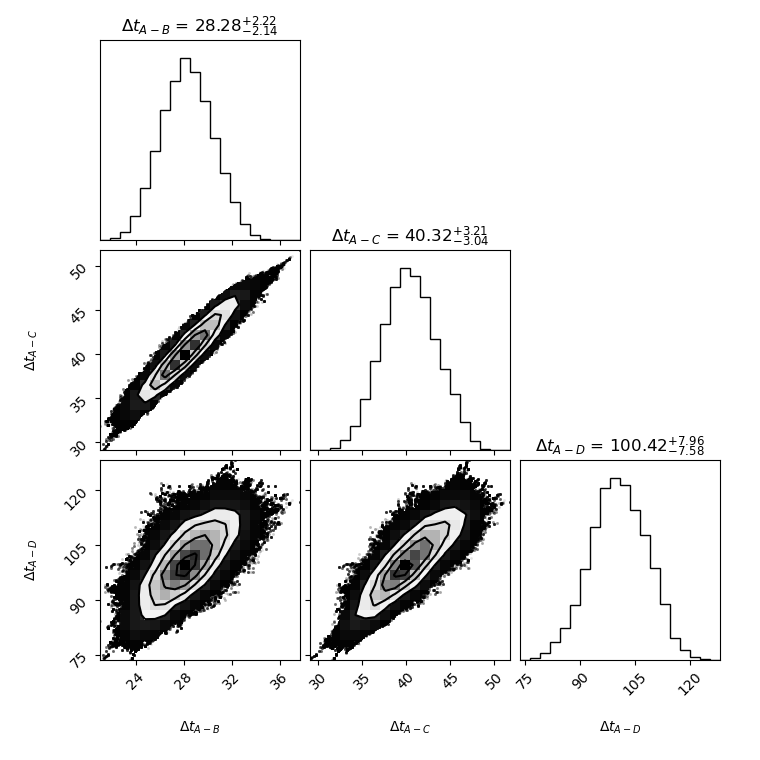 Δt_{A−B} = 28.28^{+2.22}_{−2.14}
Δt_{A−C} = 40.32^{+3.21}_{−3.04}
50
45
40
35
30
Δt_{A−C}
Δt_{A−D} = 100.42^{+7.96}_{−7.58}
120
105
90
75
Δt_{A−D}
24 28 32 36 30 35 40 45 50 75 90 105 120
Δt_{A−B} Δt_{A−C} Δt_{A−D}